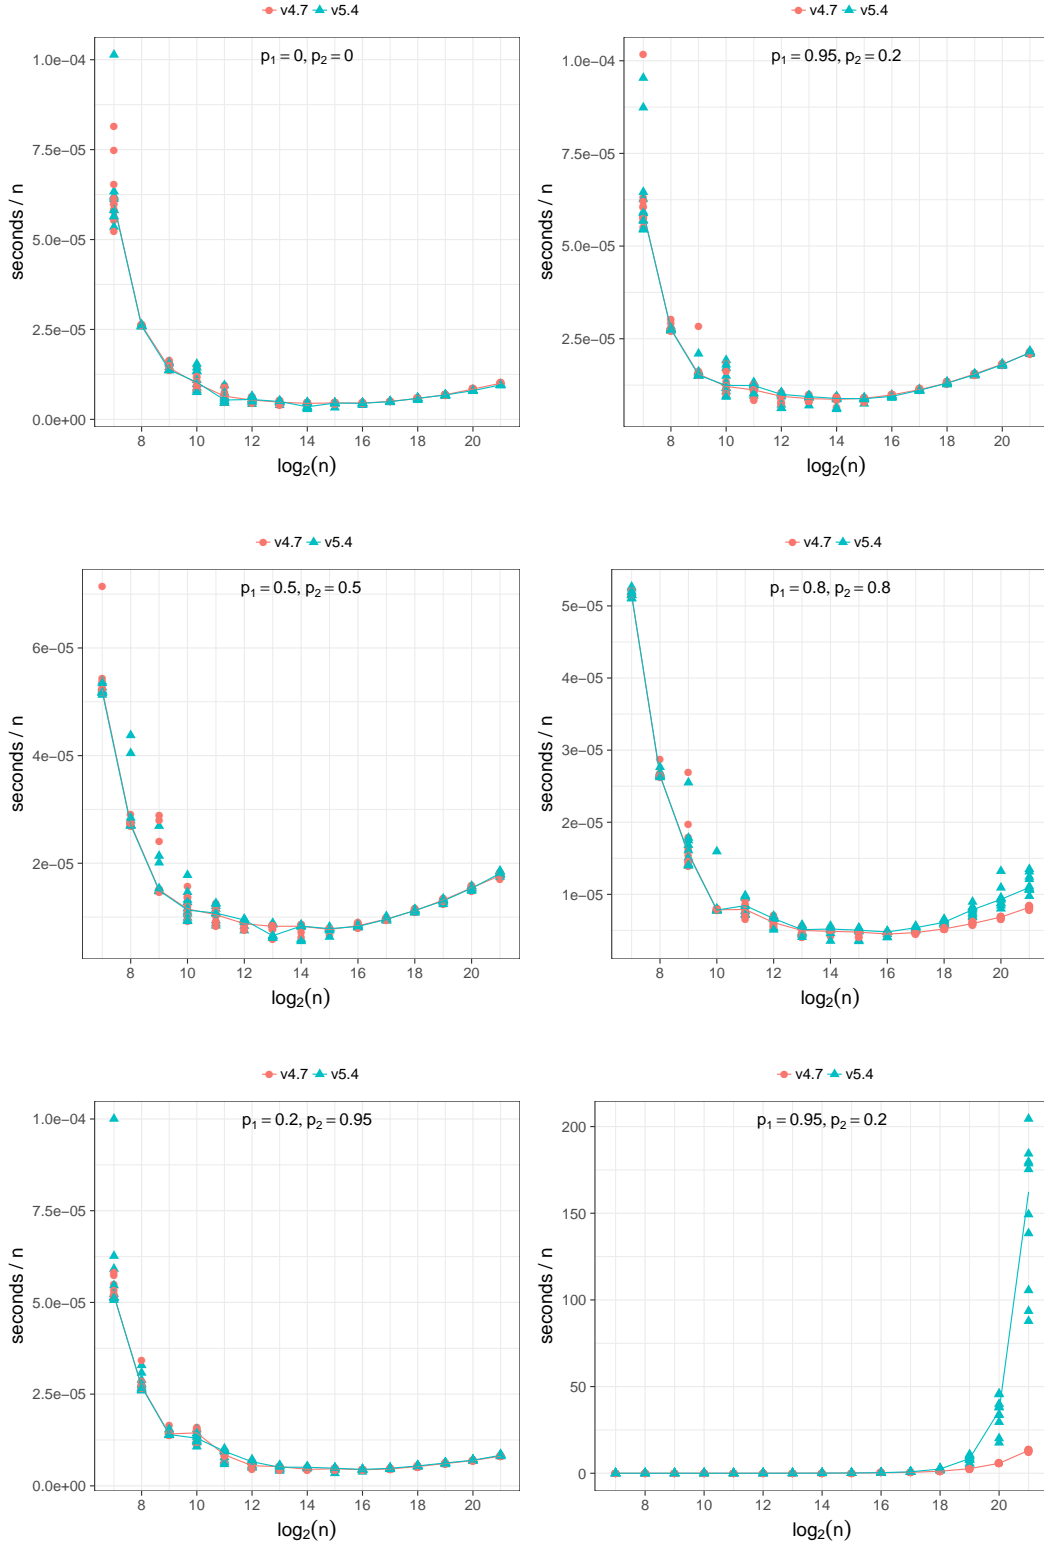 v4.7 v5.4
p1 = 0, p2 = 0
1.0e−04
7.5e−05
5.0e−05
2.5e−05
0.0e+00
seconds / n
8 10 12 14 16 18 20
log2(n)
v4.7 v5.4
p1 = 0.95, p2 = 0.2
1.0e−04
7.5e−05
5.0e−05
2.5e−05
seconds / n
8 10 12 14 16 18 20
log2(n)
v4.7 v5.4
p1 = 0.5, p2 = 0.5
6e−05
4e−05
2e−05
seconds / n
8 10 12 14 16 18 20
log2(n)
v4.7 v5.4
p1 = 0.8, p2 = 0.8
5e−05
4e−05
3e−05
2e−05
1e−05
seconds / n
8 10 12 14 16 18 20
log2(n)
v4.7 v5.4
p1 = 0.2, p2 = 0.95
1.0e−04
7.5e−05
5.0e−05
2.5e−05
0.0e+00
seconds / n
8 10 12 14 16 18 20
log2(n)
v4.7 v5.4
p1 = 0.95, p2 = 0.2
200
150
100
50
0
seconds / n
8 10 12 14 16 18 20
log2(n)